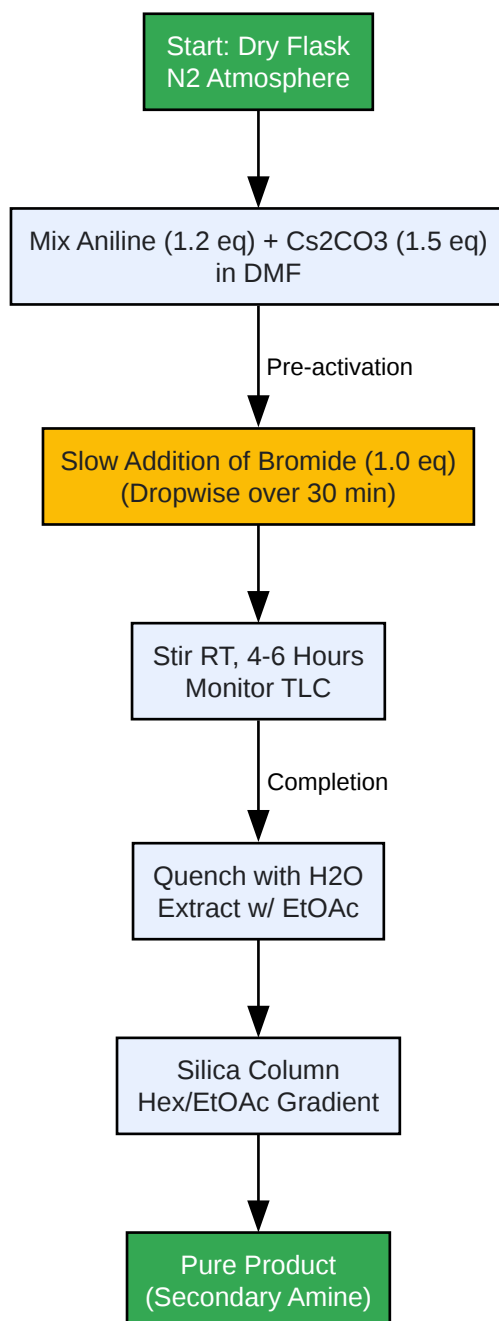 Start: Dry Flask
N2 Atmosphere
Mix Aniline (1.2 eq) + Cs2CO3 (1.5 eq)
in DMF
Pre-activation
Slow Addition of Bromide (1.0 eq)
(Dropwise over 30 min)
Stir RT, 4-6 Hours
Monitor TLC
Completion
Quench with H2O
Extract w/ EtOAc
Silica Column
Hex/EtOAc Gradient
Pure Product
(Secondary Amine)